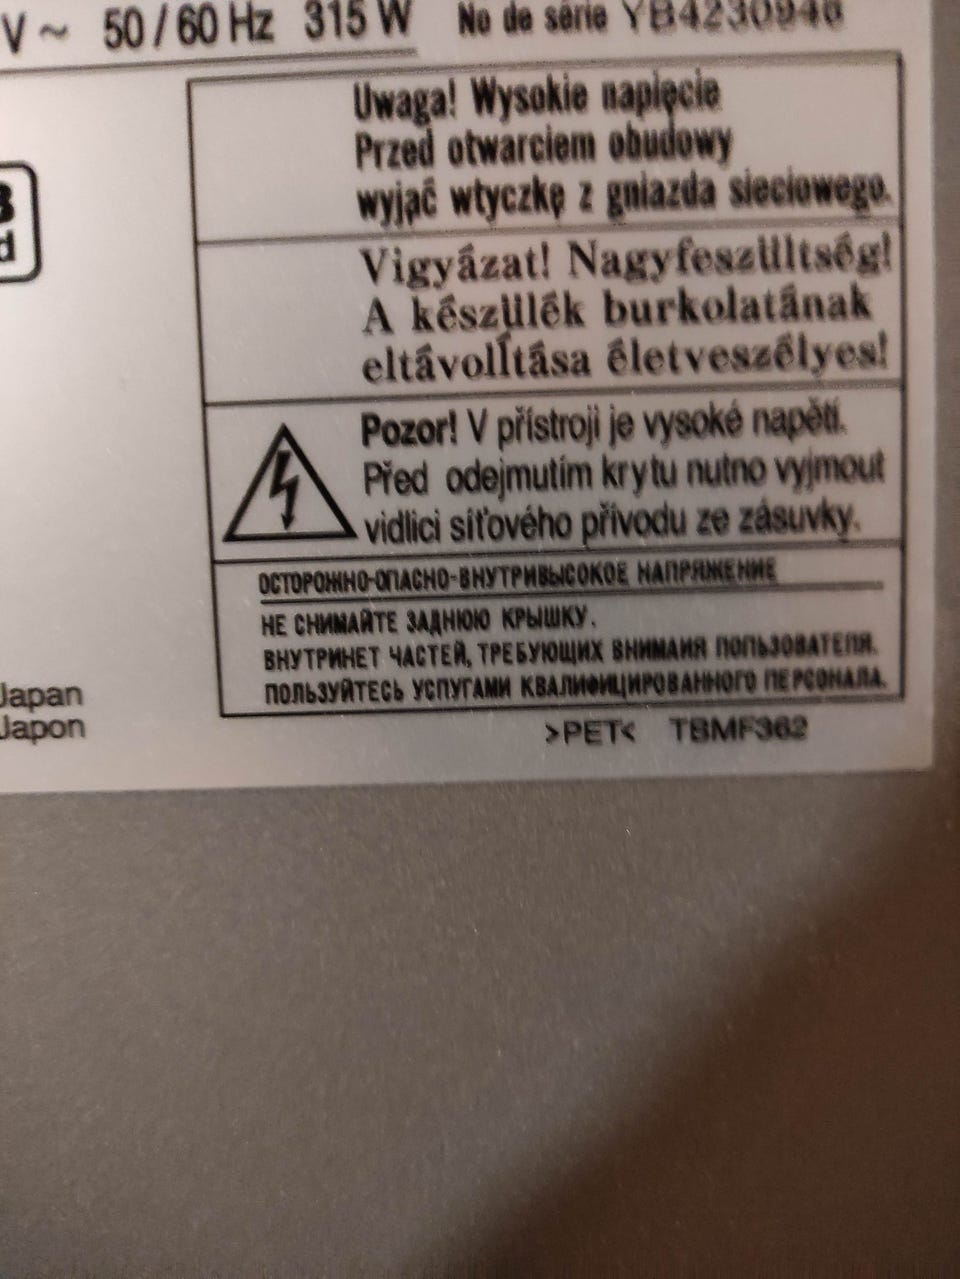 V ~ 50 / 60 Hz 315 W No de série YB4230946
Uwaga! Wysokie napięcie
Przed otwarciem obudowy
wyjąć wtyczkę z gniazda sieciowego.
Vigyázat! Nagyfeszültség!
A készülék burkolatának
eltávolítása életveszélyes!
Pozor! V přístroji je vysoké napětí.
Před odejmutím krytu nutno vyjmout
vidlici síťového přívodu ze zásuvky.
ОСТОРОЖНО-ОПАСНО-ВНУТРИВЫСОКОЕ НАПРЯЖЕНИЕ
НЕ СНИМАЙТЕ ЗАДНЮЮ КРЫШКУ.
ВНУТРИНЕТ ЧАСТЕЙ, ТРЕБУЮЩИХ ВНИМАИЯ ПОПЬЗОВАТЕПЯ.
ПОЛЬЗУЙТЕСЬ УСПУГАМИ КВАЛИФИЦИРОВАННОГО ПЕРСОНАЛА.
d
Japan
Japon
>PET< TBMF362